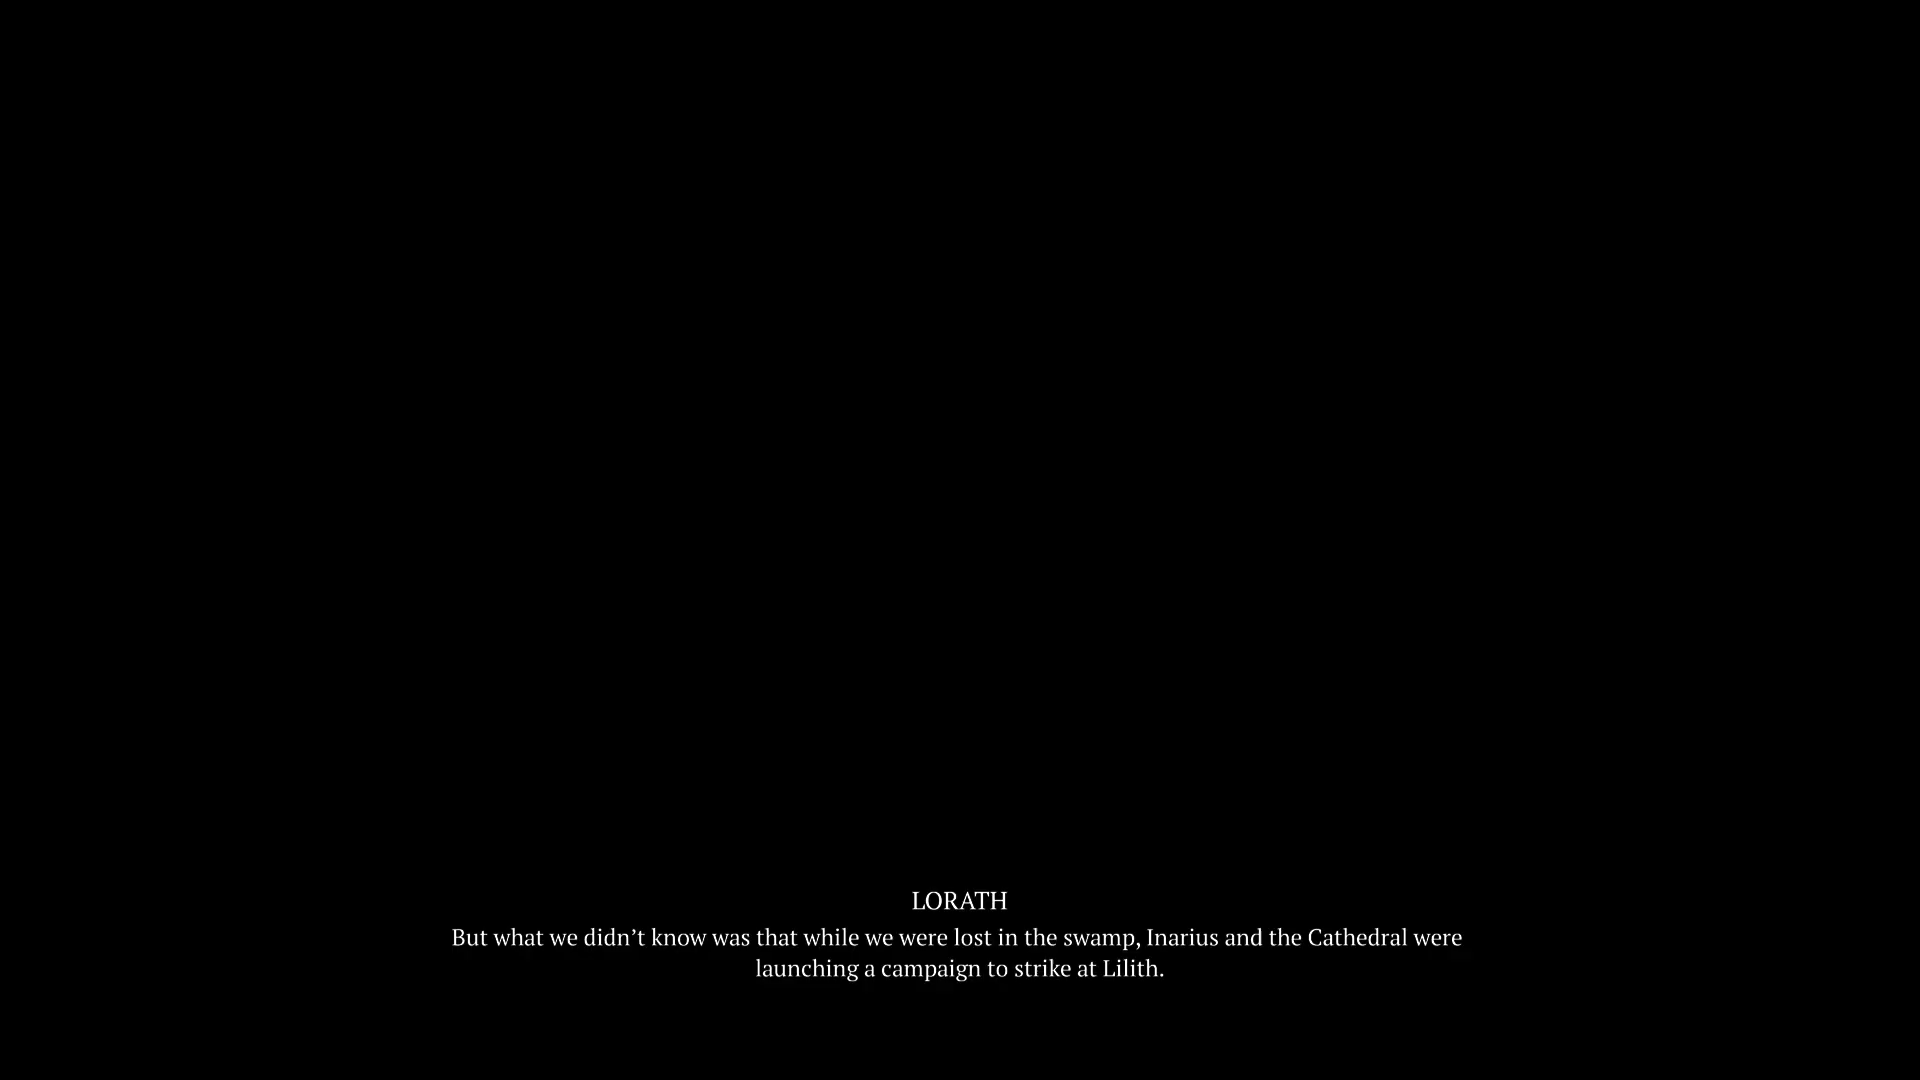 LORATH
But what we didn’t know was that while we were lost in the swamp, Inarius and the Cathedral were
launching a campaign to strike at Lilith.